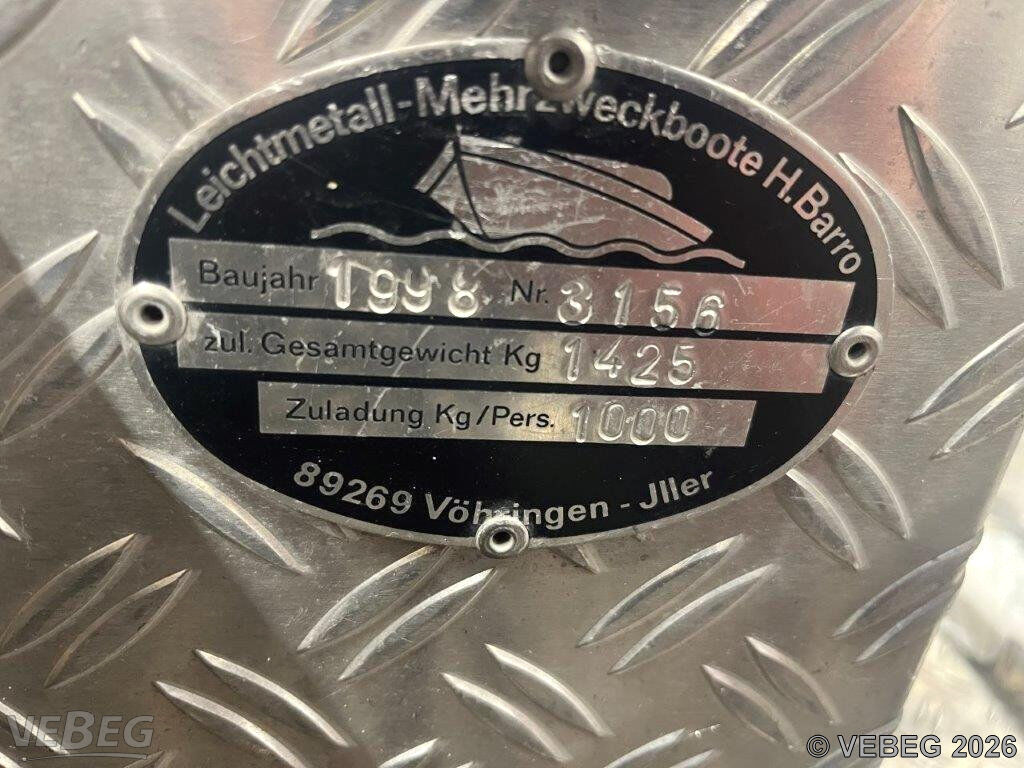 Leichtmetall-Mehrzweckboote H.Barro
Baujahr 1998 Nr. 3156
zul. Gesamtgewicht Kg 1425
Zuladung Kg/Pers. 1000
89269 Vöhringen - Jller
VEBEG
© VEBEG 2026